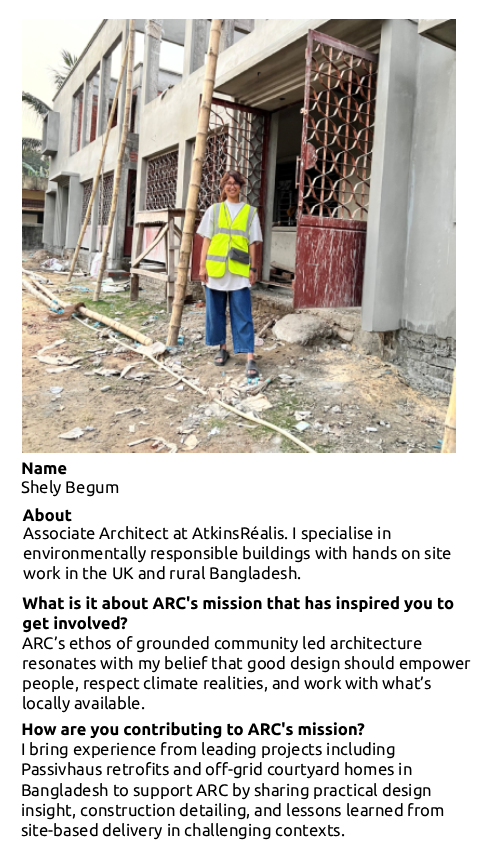 Name
Shely Begum
About
Associate Architect at AtkinsRéalis. I specialise in
environmentally responsible buildings with hands on site
work in the UK and rural Bangladesh.
What is it about ARC's mission that has inspired you to
get involved?
ARC’s ethos of grounded community led architecture
resonates with my belief that good design should empower
people, respect climate realities, and work with what’s
locally available.
How are you contributing to ARC's mission?
I bring experience from leading projects including
Passivhaus retrofits and off-grid courtyard homes in
Bangladesh to support ARC by sharing practical design
insight, construction detailing, and lessons learned from
site-based delivery in challenging contexts.